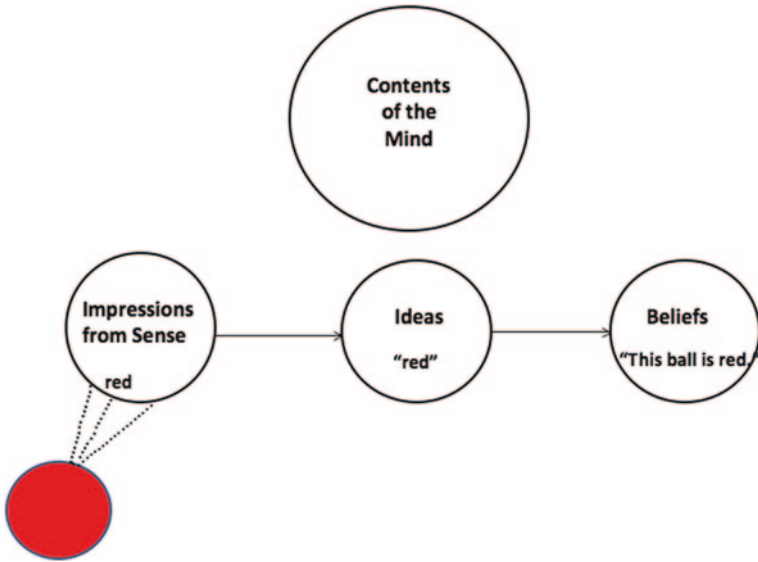 Contents
of the
Mind
Impressions
from Sense
red
Ideas
“red”
Beliefs
“This ball is red.”